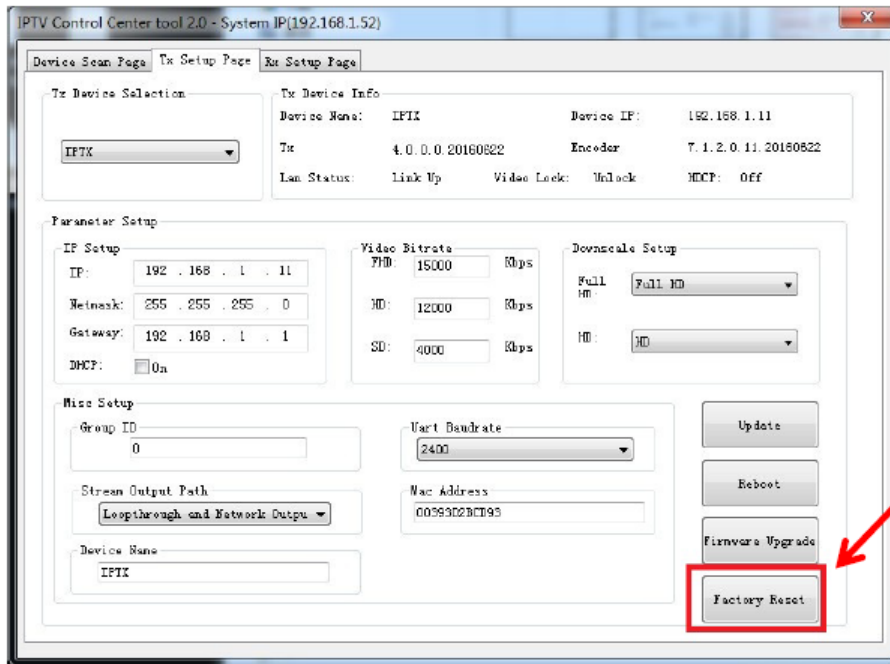 IPTV Control Center tool 2.0 - System IP(192.168.1.52)
Device Scan Page Tx Setup Page Rx Setup Page
Tx Device Selection
IPTX
Tx Device Info
Device Name: IPTX Device IP: 192.168.1.11
Tx 4.0.0.0.20160622 Encoder 7.1.2.0.11.20160622
Lan Status: Link Up Video Lock: Unlock HDCP: Off
Parameter Setup
IP Setup
IP: 192 . 168 . 1 . 11
Netmask: 255 . 255 . 255 . 0
Gateway: 192 . 168 . 1 . 1
DHCP: On
Video Bitrate
FHD: 15000 Kbps
HD: 12000 Kbps
SD: 4000 Kbps
Downscale Setup
Full HD: Full HD
HD: HD
Misc Setup
Group ID
0
Uart Baudrate
2400
Stream Output Path
Loopthrough and Network Outpu
Mac Address
00393D2BCD93
Device Name
IPTX
Update
Reboot
Firmware Upgrade
Factory Reset